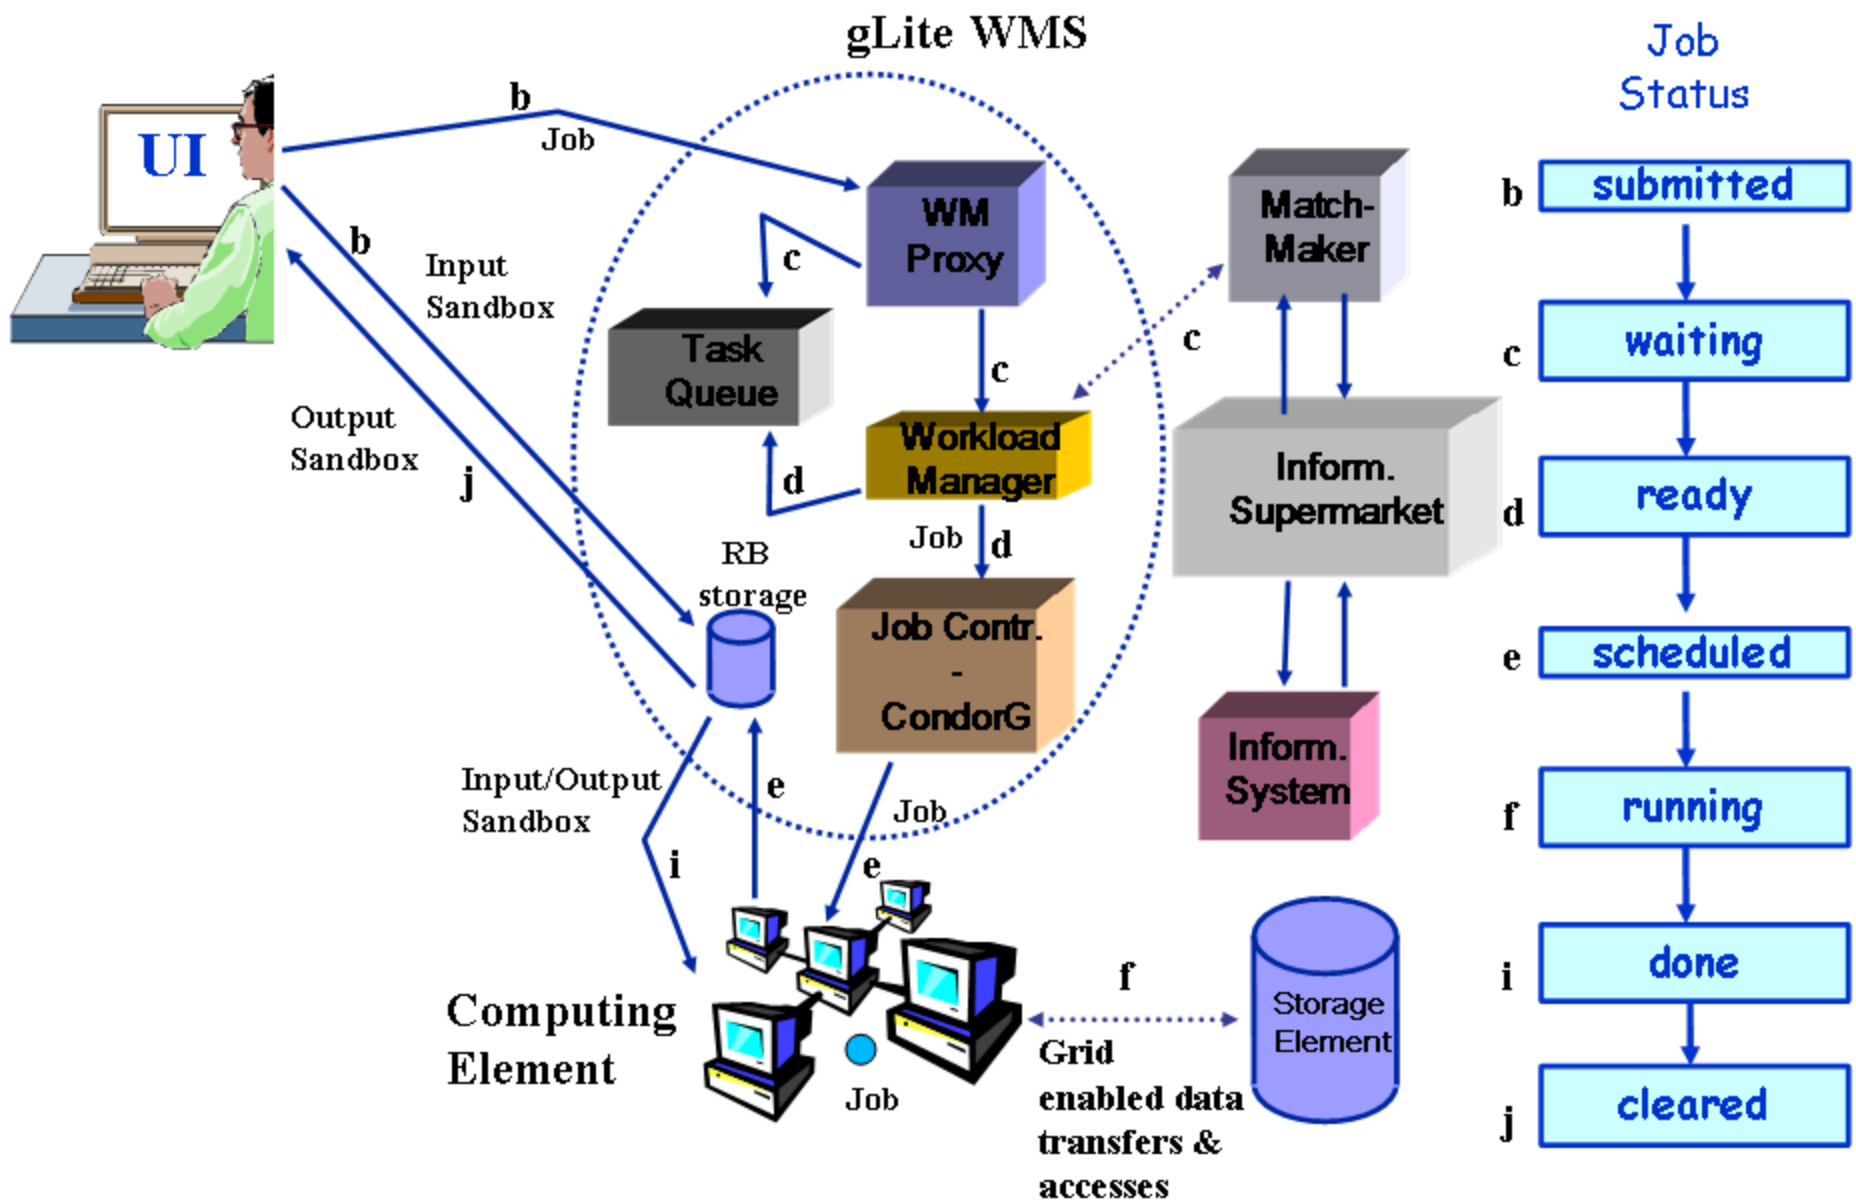 gLite WMS
Job
Status
UI
b
Job
WM
Proxy
Match-
Maker
b
submitted
b
Input
Sandbox
c
Task
Queue
c
c
c
waiting
Output
Sandbox
j
Workload
Manager
d
Inform.
Supermarket
d
ready
Job
d
RB
storage
Job Contr.
-
CondorG
e
scheduled
Inform.
System
Input/Output
Sandbox
e
Job
f
running
i
e
f
i
done
Computing
Element
Storage
Element
Job
Grid
enabled data
transfers &
accesses
j
cleared